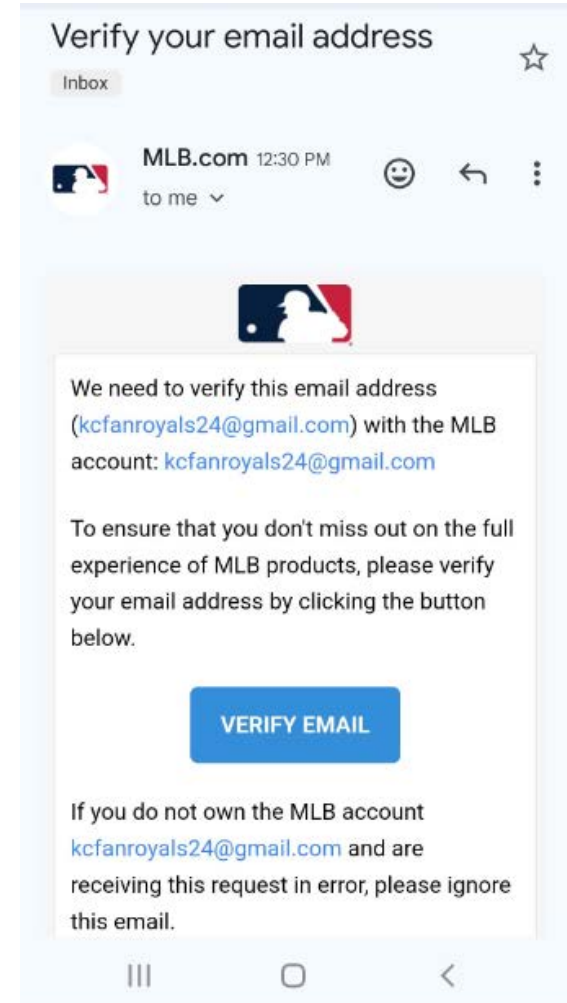 Verify your email address
Inbox
MLB.com 12:30 PM
to me
We need to verify this email address
(kcfanroyals24@gmail.com) with the MLB
account: kcfanroyals24@gmail.com
To ensure that you don't miss out on the full
experience of MLB products, please verify
your email address by clicking the button
below.
VERIFY EMAIL
If you do not own the MLB account
kcfanroyals24@gmail.com and are
receiving this request in error, please ignore
this email.